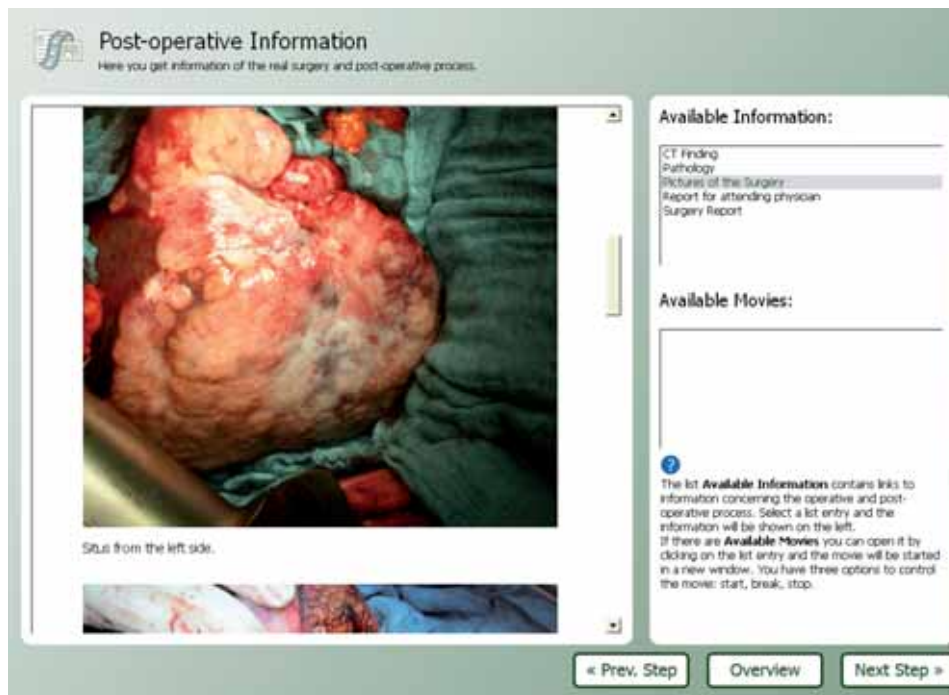 Post-operative Information
Here you get information of the real surgery and post-operative process.
Situs from the left side.
Available Information:
CT Finding
Pathology
Pictures of the Surgery
Report for attending physician
Surgery Report
Available Movies:
?
The list Available Information contains links to
information concerning the operative and post-
operative process. Select a list entry and the
information will be shown on the left.
If there are Available Movies you can open it by
clicking on the list entry and the movie will be started
in a new window. You have three options to control
the movie: start, break, stop.
« Prev. Step
Overview
Next Step »